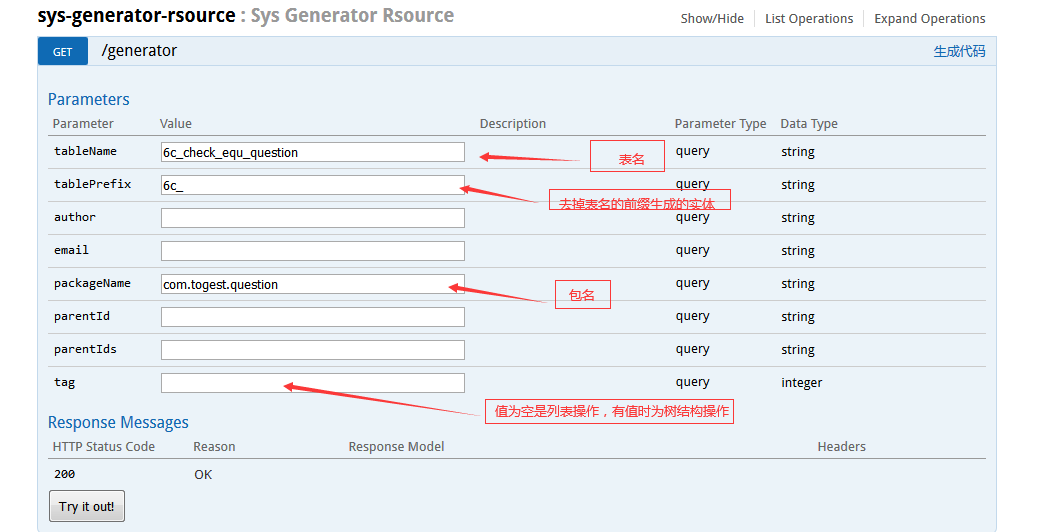 sys-generator-rsource : Sys Generator Rsource
Show/Hide List Operations Expand Operations
GET /generator 生成代码
Parameters
Parameter Value Description Parameter Type Data Type
tableName 6c_check_equ_question 表名 query string
tablePrefix 6c_ query string
去掉表名的前缀生成的实体
author query string
email query string
packageName com.togest.question 包名 query string
parentId query string
parentIds query string
tag query integer
值为空是列表操作，有值时为树结构操作
Response Messages
HTTP Status Code Reason Response Model Headers
200 OK
Try it out!